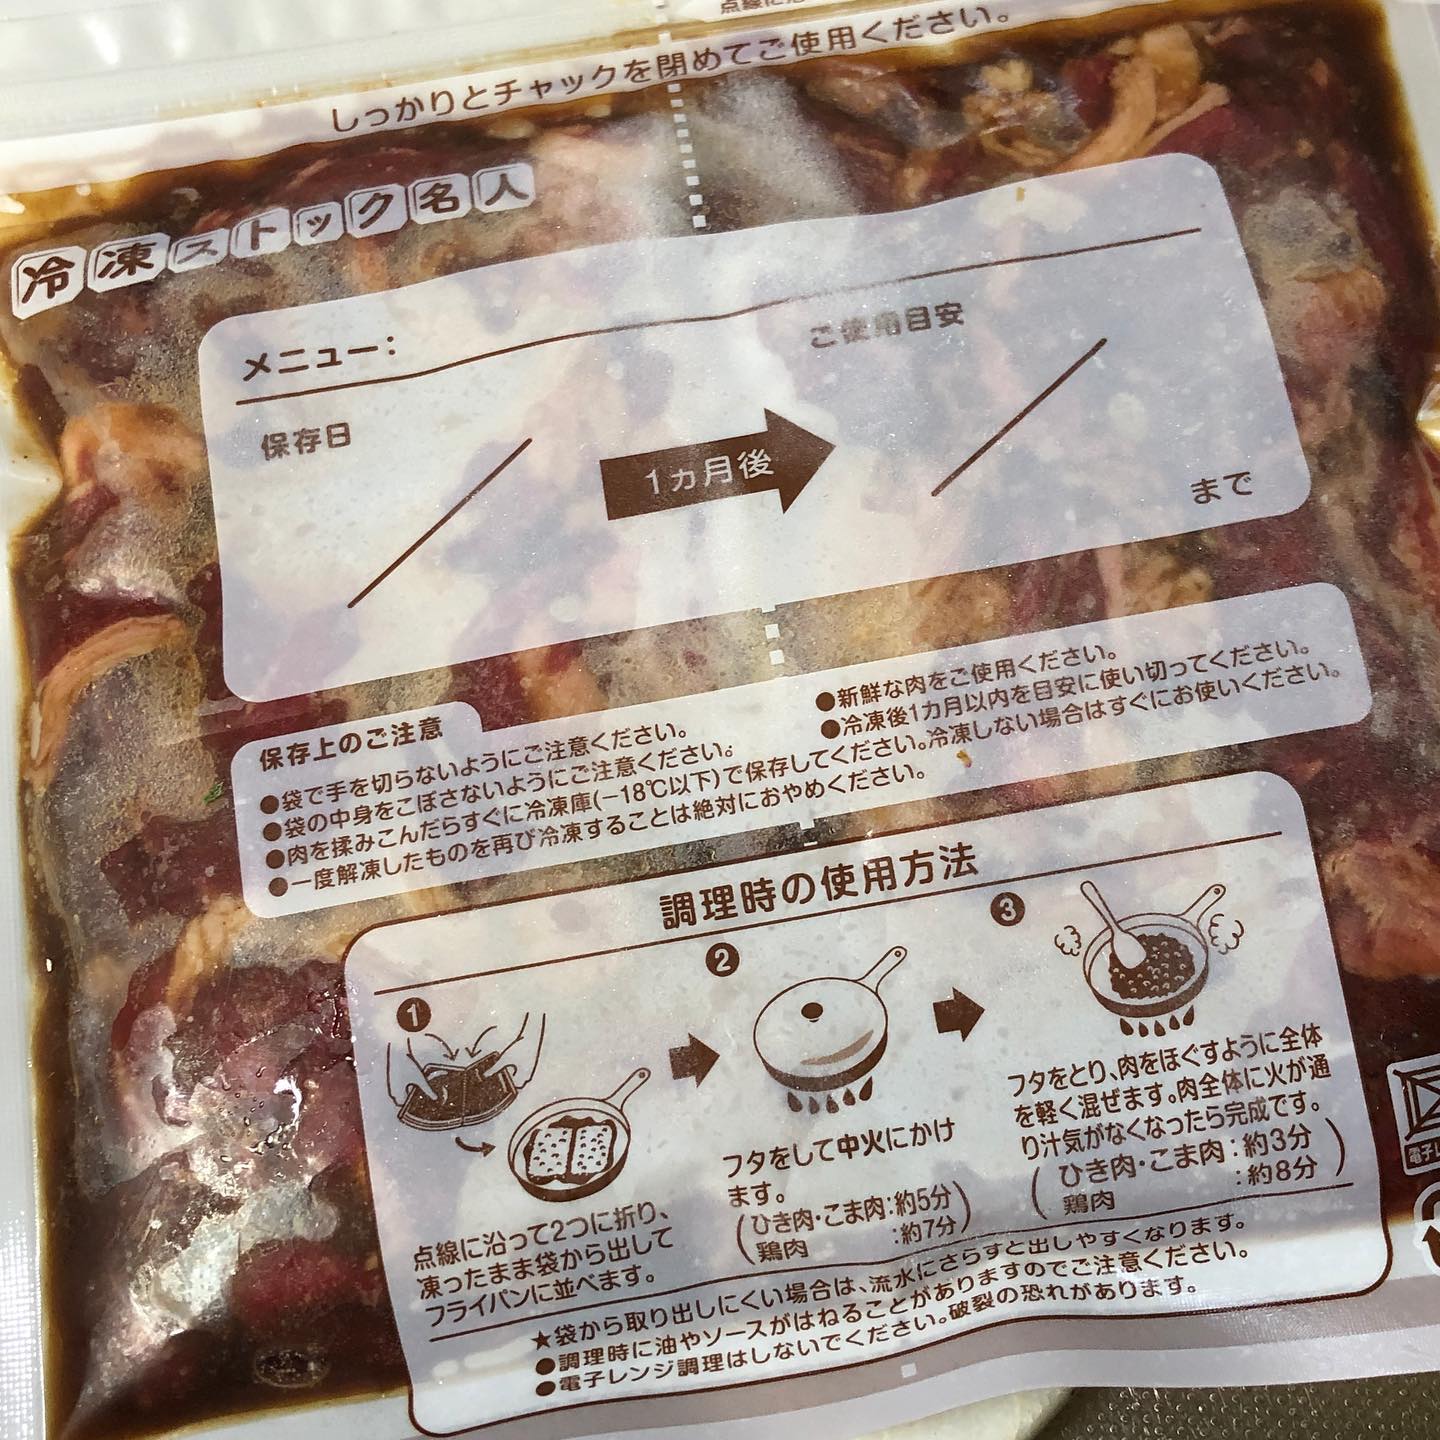 しっかりとチャックを閉めてご使用ください。
冷凍ストック名人
メニュー:
保存日
1ヵ月後
ご使用目安
まで
保存上のご注意
●袋で手を切らないようにご注意ください。
●袋の中身をこぼさないようにご注意ください。
●肉を揉みこんだらすぐに冷凍庫(-18℃以下)で保存してください。冷凍しない場合はすぐにお使いください。
●一度解凍したものを再び冷凍することは絶対におやめください。
●新鮮な肉をご使用ください。
●冷凍後1カ月以内を目安に使い切ってください。
調理時の使用方法
1
点線に沿って2つに折り、
凍ったまま袋から出して
フライパンに並べます。
2
フタをして中火にかけ
ます。
(ひき肉・こま肉:約5分
鶏肉 :約7分)
3
フタをとり、肉をほぐすように全体
を軽く混ぜます。肉全体に火が通
り汁気がなくなったら完成です。
(ひき肉・こま肉:約3分
鶏肉 :約8分)
★袋から取り出しにくい場合は、流水にさらすと出しやすくなります。
●調理時に油やソースがはねることがありますのでご注意ください。
●電子レンジ調理はしないでください。破裂の恐れがあります。